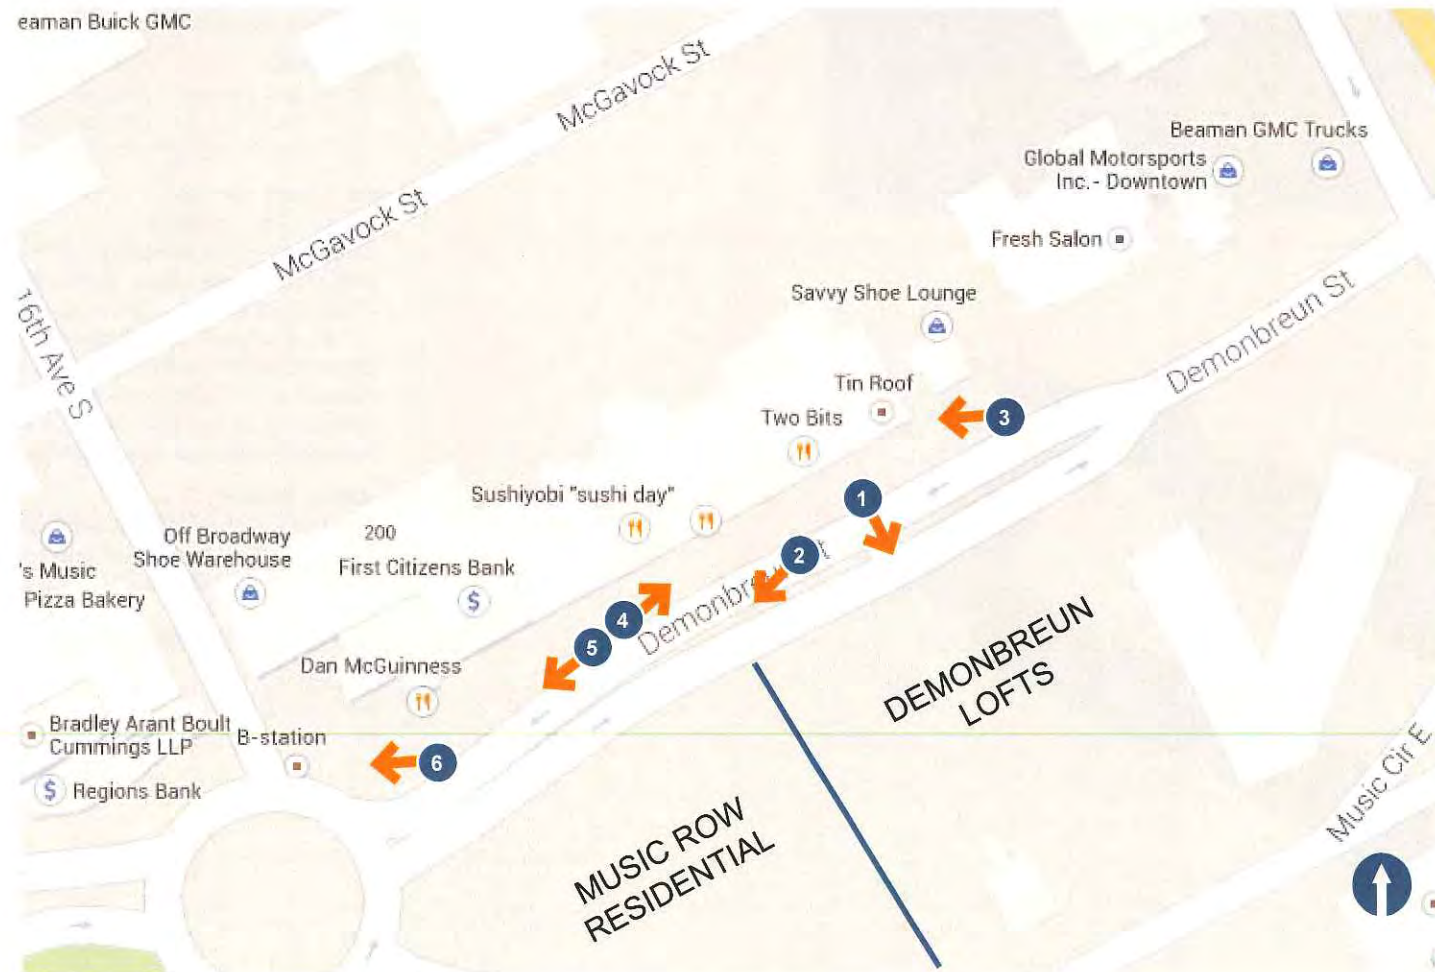 eaman Buick GMC
McGavock St
McGavock St
Beaman GMC Trucks
Global Motorsports
Inc.- Downtown
Fresh Salon
Savvy Shoe Lounge
Demonbreun St
16th Ave S
Tin Roof
Two Bits
3
1
2
Sushiyobi "sushi day"
Off Broadway
Shoe Warehouse
200
First Citizens Bank
's Music
Pizza Bakery
4
5
DEMONBREUN
LOFTS
Dan McGuinness
Bradley Arant Boult
Cummings LLP
B-station
6
Regions Bank
MUSIC ROW
RESIDENTIAL
Music Cir E